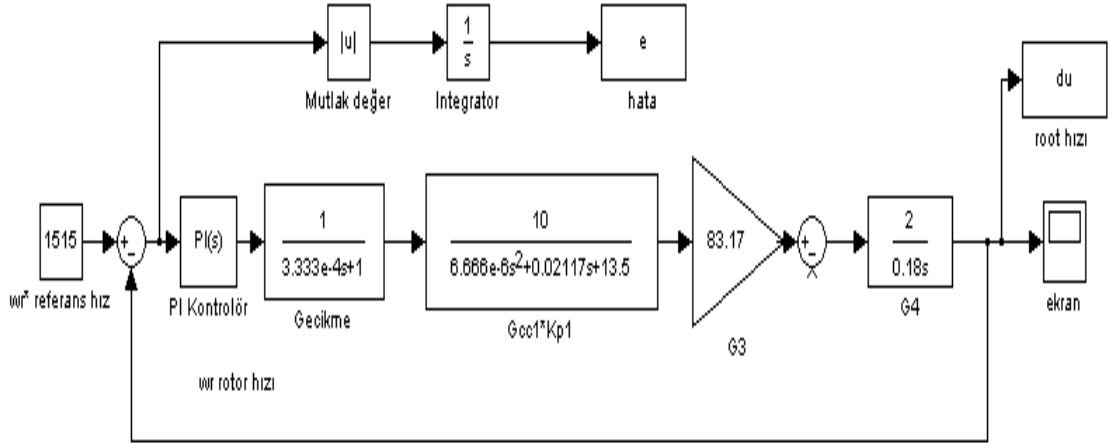 |u|
Mutlak değer
1
s
Integrator
e
hata
du
root hızı
1515
wr* referans hız
+
−
PI(s)
PI Kontrolör
1
3.333e-4s+1
Gecikme
10
6.666e-6s²+0.02117s+13.5
Gcc1*Kp1
83.17
G3
+
−
2
0.18s
G4
ekran
wr rotor hızı